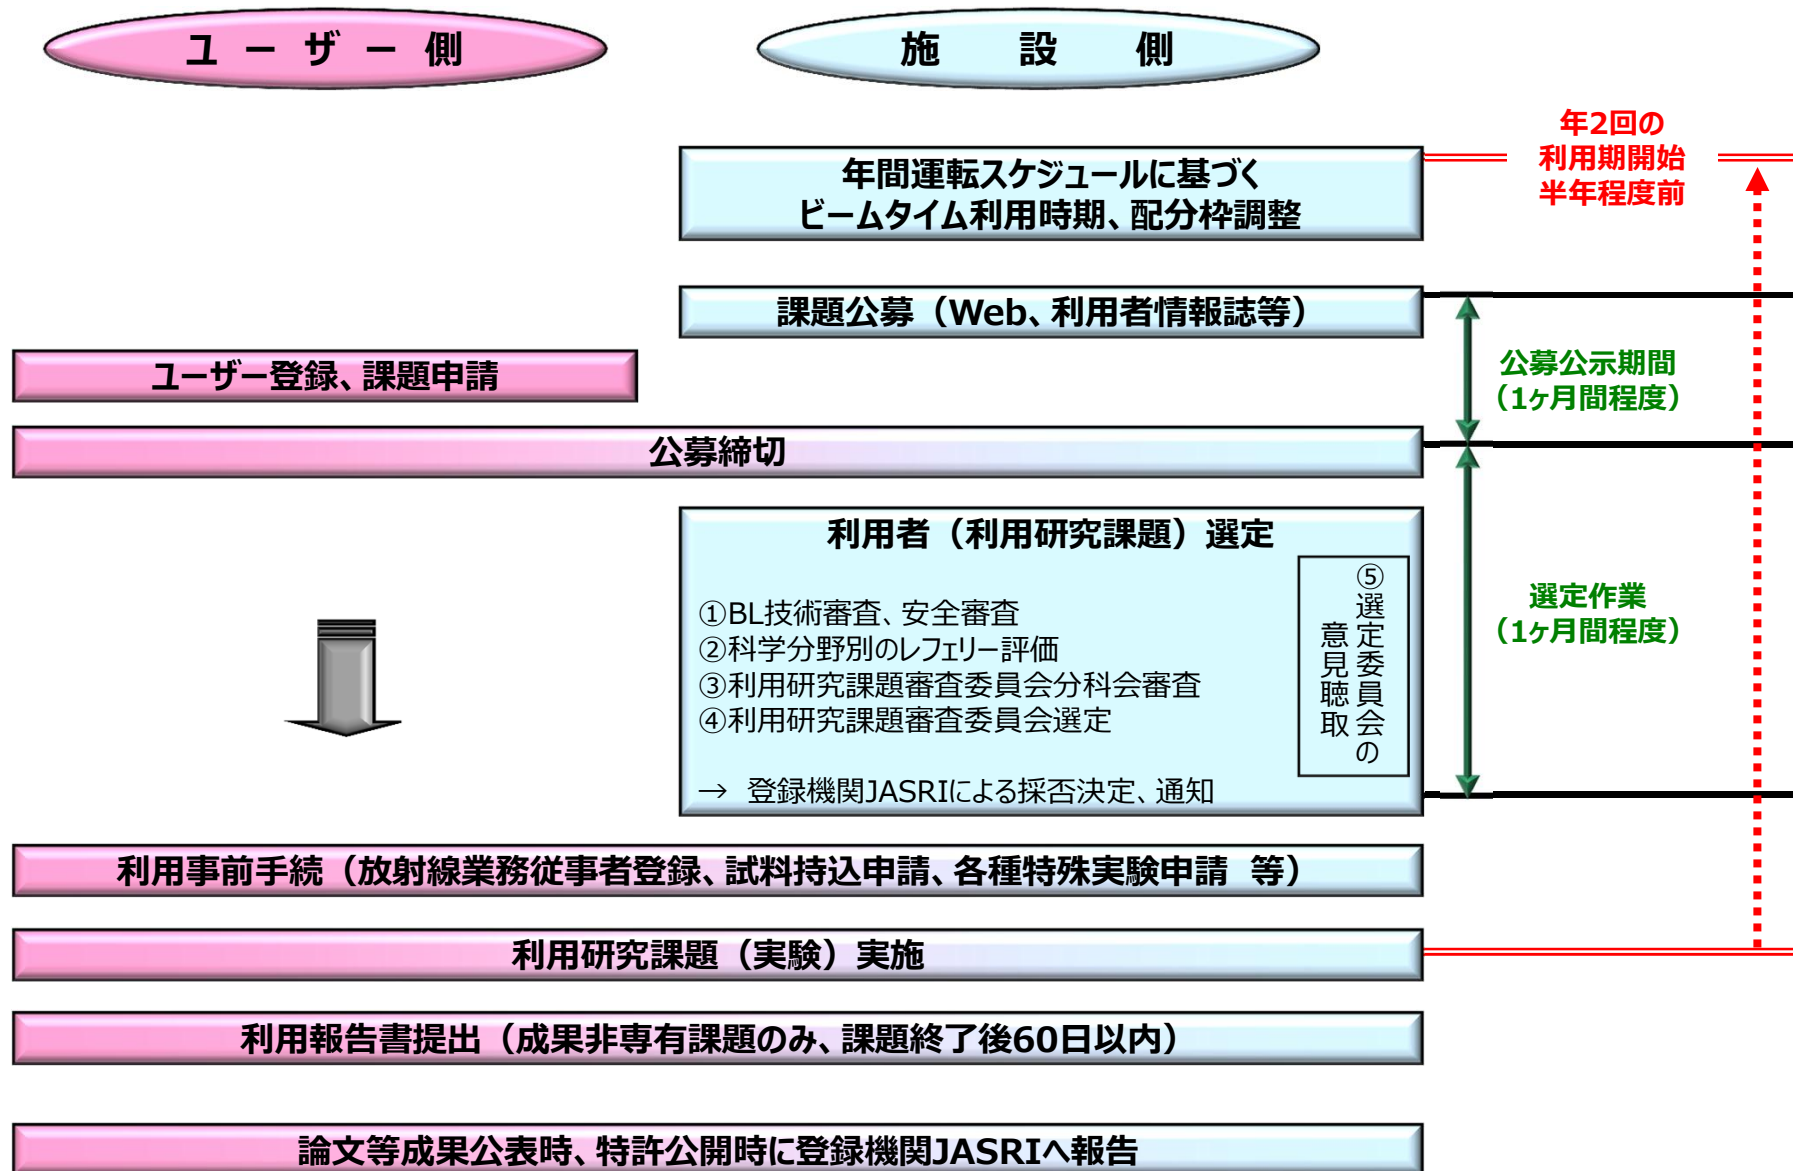 ユーザー側
施設側
年2回の
利用期開始
半年程度前
年間運転スケジュールに基づく
ビームタイム利用時期、配分枠調整
課題公募（Web、利用者情報誌等）
ユーザー登録、課題申請
公募公示期間
（1ヶ月間程度）
公募締切
利用者（利用研究課題）選定
①BL技術審査、安全審査
②科学分野別のレフェリー評価
③利用研究課題審査委員会分科会審査
④利用研究課題審査委員会選定
→ 登録機関JASRIによる採否決定、通知
⑤選定委員会の
意見聴取
選定作業
（1ヶ月間程度）
利用事前手続（放射線業務従事者登録、試料持込申請、各種特殊実験申請 等）
利用研究課題（実験）実施
利用報告書提出（成果非専有課題のみ、課題終了後60日以内）
論文等成果公表時、特許公開時に登録機関JASRIへ報告